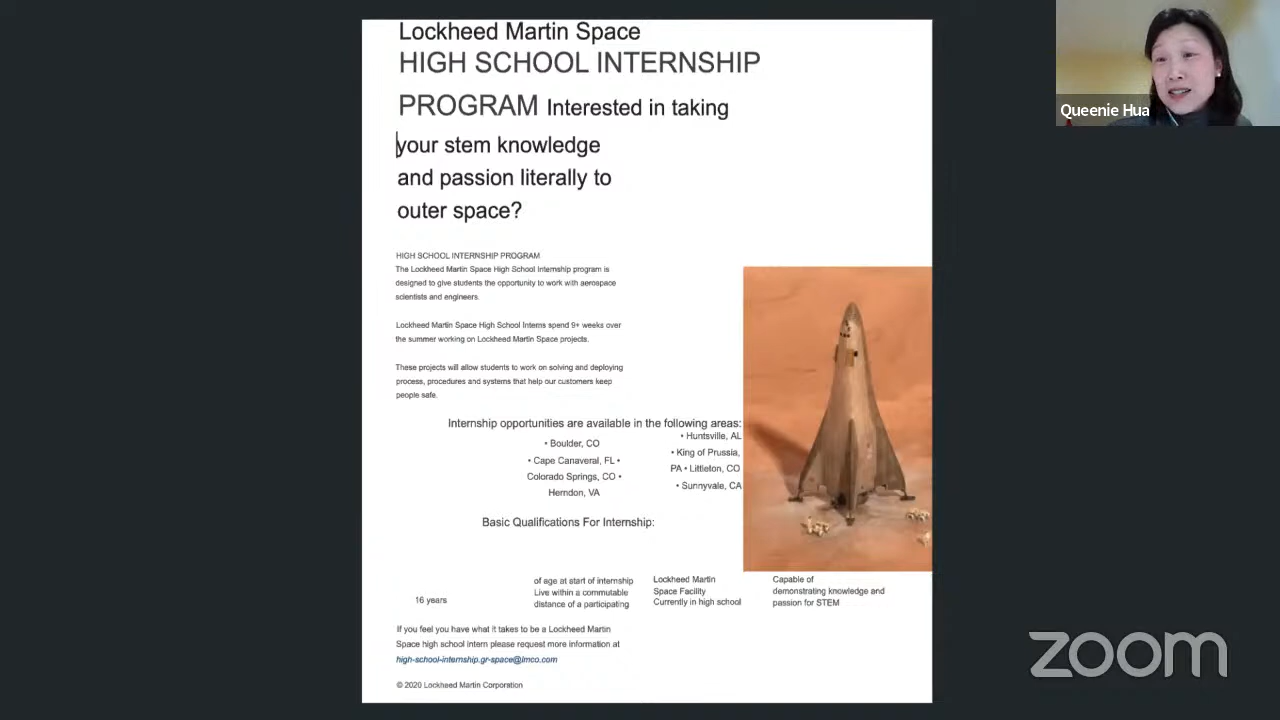 Lockheed Martin Space
HIGH SCHOOL INTERNSHIP
PROGRAM Interested in taking
your stem knowledge
and passion literally to
outer space?
HIGH SCHOOL INTERNSHIP PROGRAM
The Lockheed Martin Space High School Internship program is
designed to give students the opportunity to work with aerospace
scientists and engineers.
Lockheed Martin Space High School Interns spend 9+ weeks over
the summer working on Lockheed Martin Space projects.
These projects will allow students to work on solving and deploying
process, procedures and systems that help our customers keep
people safe.
Internship opportunities are available in the following areas:
• Boulder, CO
• Cape Canaveral, FL •
Colorado Springs, CO •
Herndon, VA
• Huntsville, AL
• King of Prussia,
PA • Littleton, CO
• Sunnyvale, CA
Basic Qualifications For Internship:
16 years
of age at start of internship
Live within a commutable
distance of a participating
Lockheed Martin
Space Facility
Currently in high school
Capable of
demonstrating knowledge and
passion for STEM
If you feel you have what it takes to be a Lockheed Martin
Space high school intern please request more information at
high-school-internship.gr-space@lmco.com
© 2020 Lockheed Martin Corporation
Queenie Hua
zoom